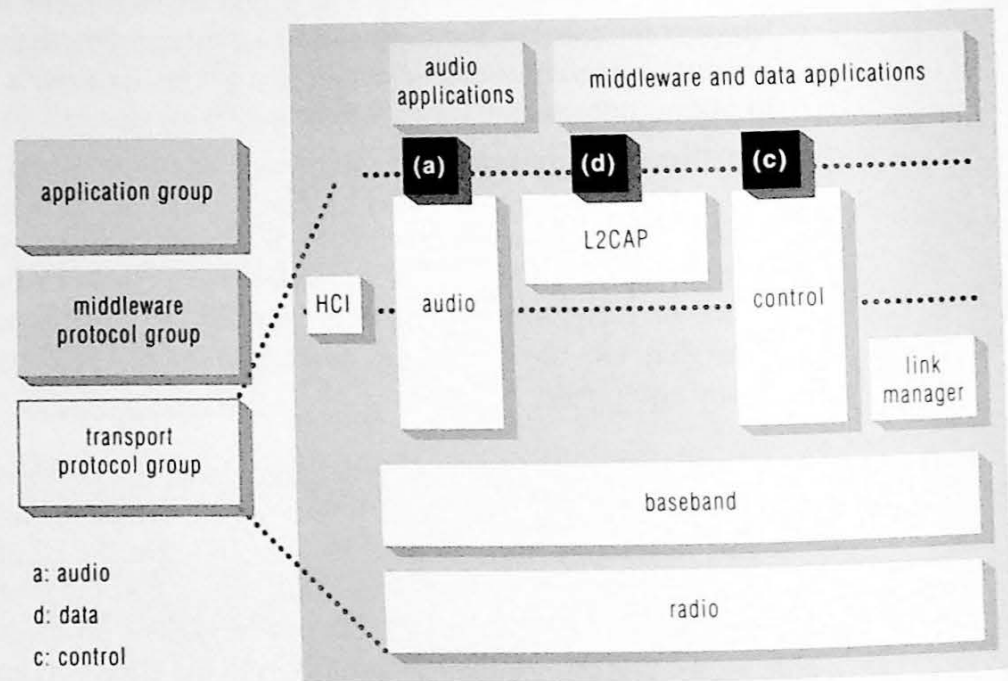 audio
applications
middleware and data applications
(a)
(d)
(c)
application group
L2CAP
middleware
protocol group
HCI
audio
control
link
manager
transport
protocol group
baseband
a: audio
d: data
c: control
radio